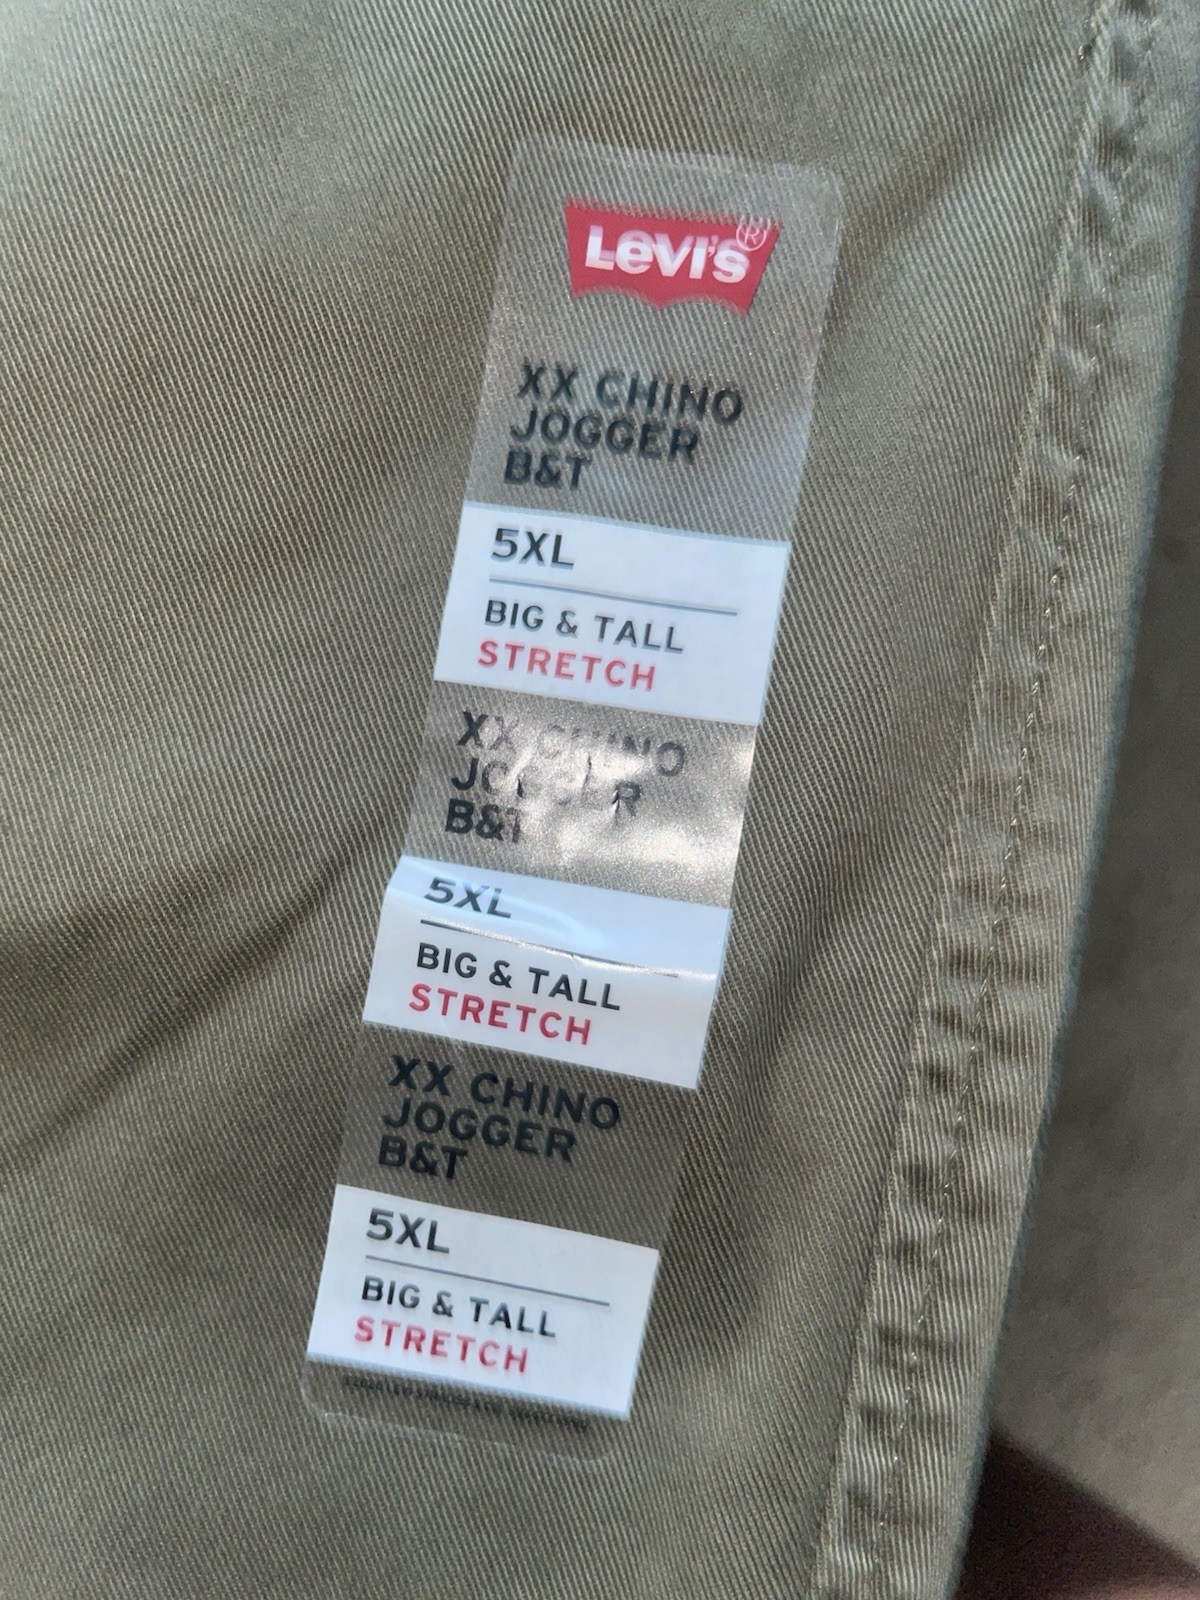 Levi's®
XX CHINO
JOGGER
B&T
5XL
BIG & TALL
STRETCH
XX CHINO
JOGGER
B&T
5XL
BIG & TALL
STRETCH
XX CHINO
JOGGER
B&T
5XL
BIG & TALL
STRETCH